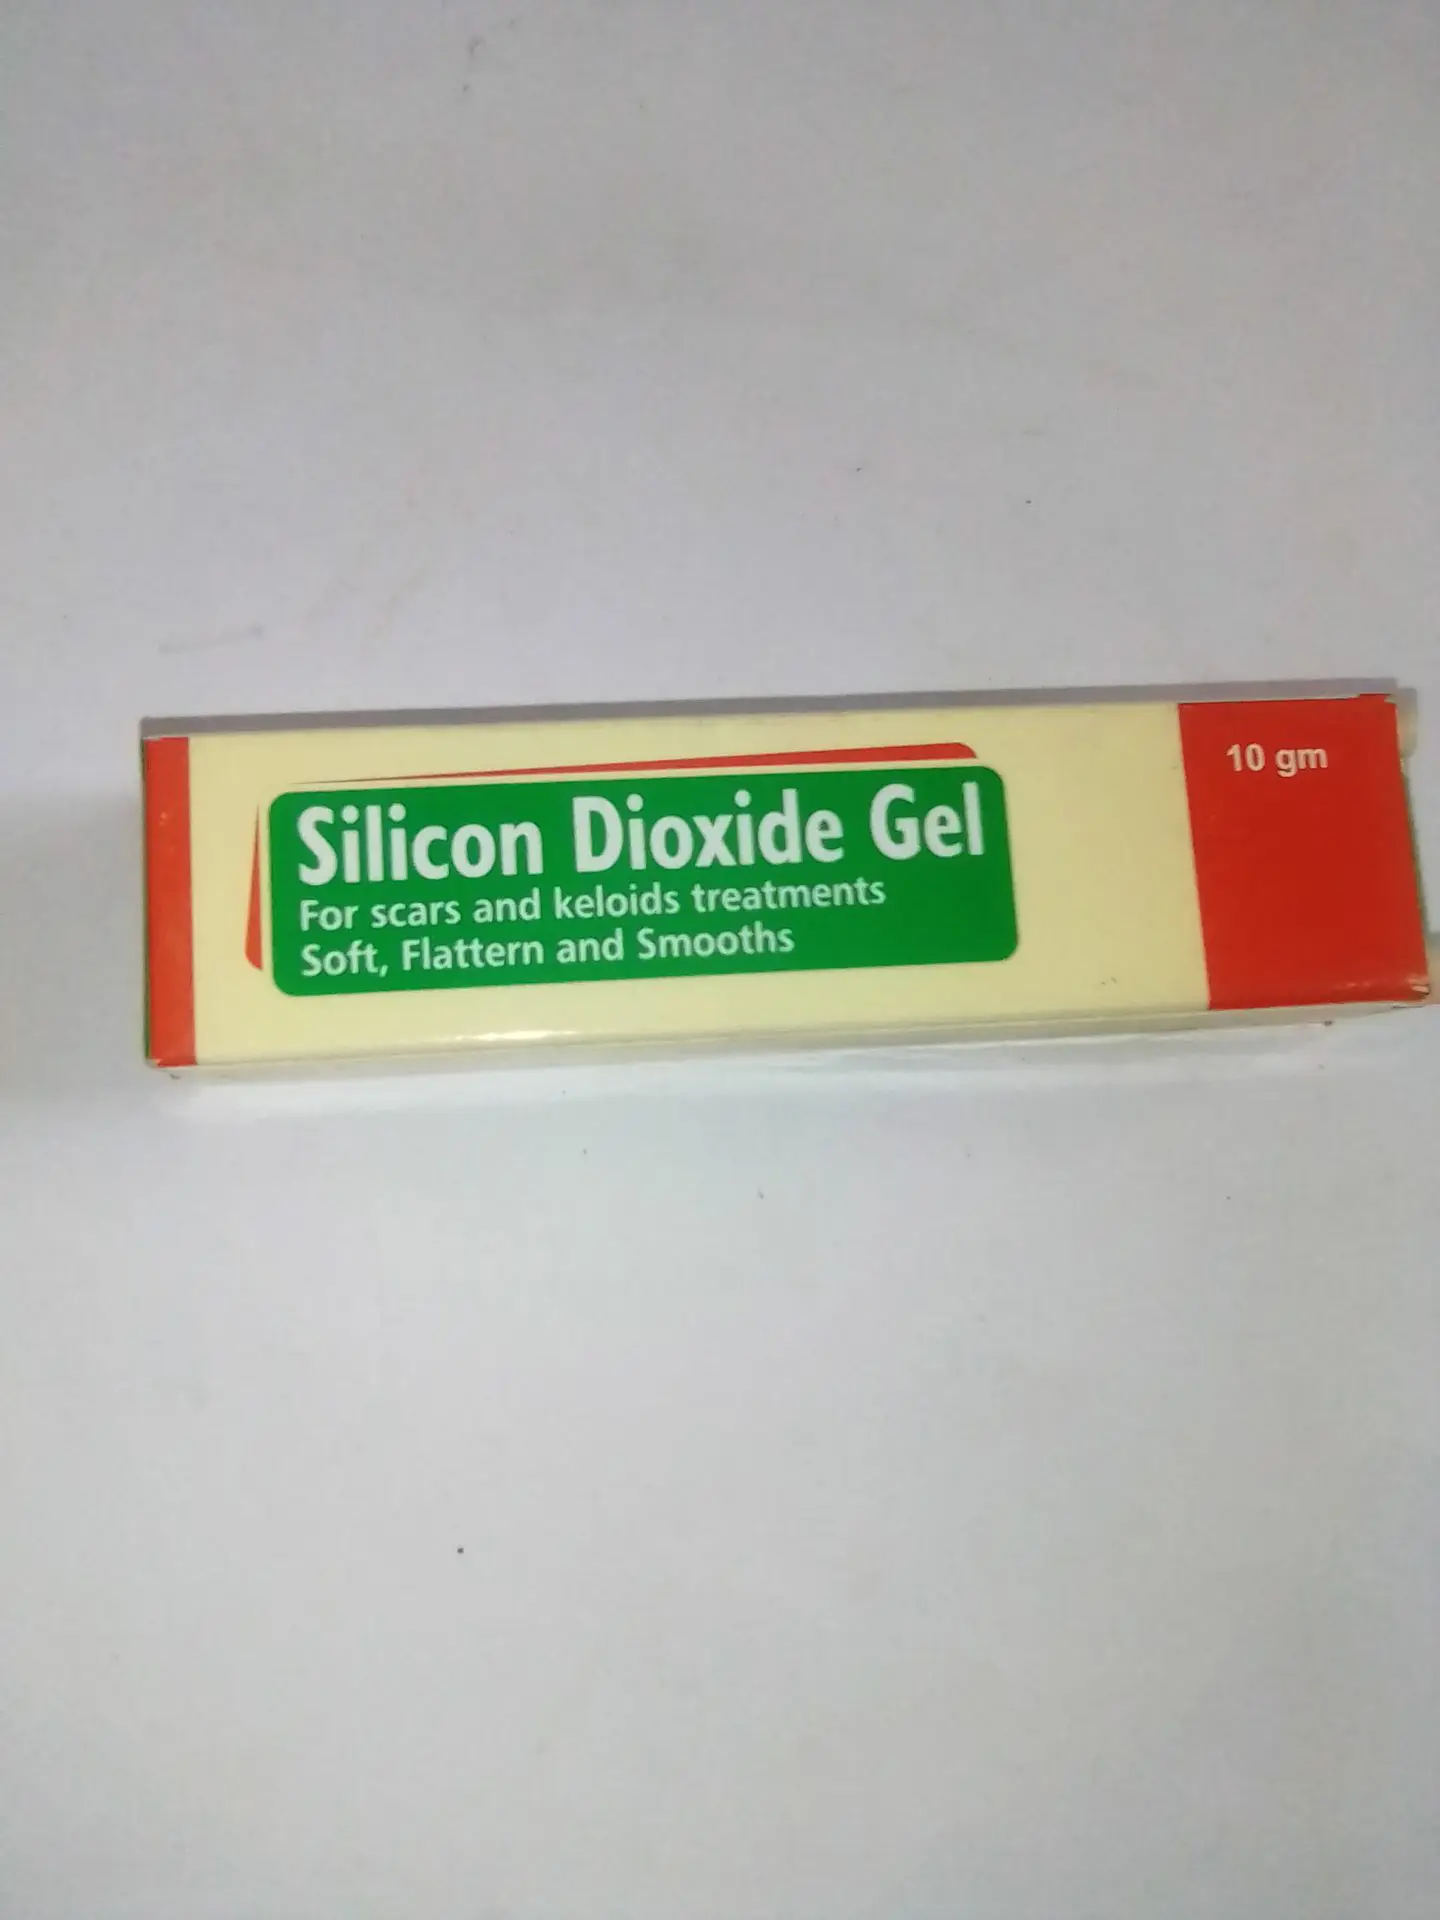 10 gm
Silicon Dioxide Gel
For scars and keloids treatments
Soft, Flattern and Smooths